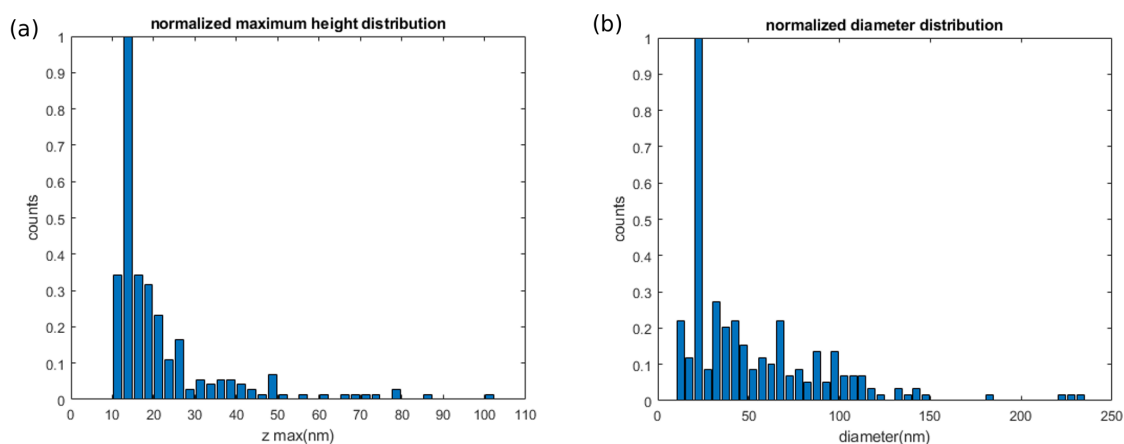 (a)
normalized maximum height distribution
counts
1
0.9
0.8
0.7
0.6
0.5
0.4
0.3
0.2
0.1
0
0 10 20 30 40 50 60 70 80 90 100 110
z max(nm)
(b)
normalized diameter distribution
counts
1
0.9
0.8
0.7
0.6
0.5
0.4
0.3
0.2
0.1
0
0 50 100 150 200 250
diameter(nm)